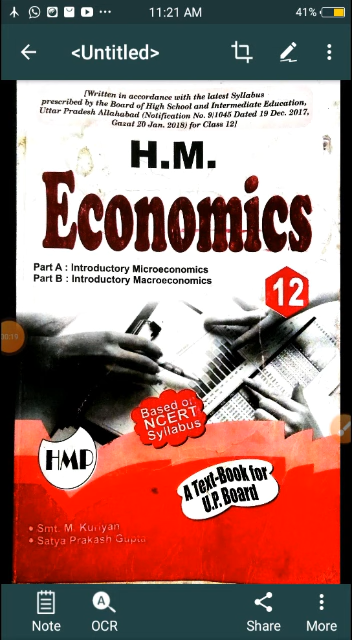 11:21 AM
41%
<Untitled>
[Written in accordance with the latest Syllabus
prescribed by the Board of High School and Intermediate Education,
Uttar Pradesh Allahabad (Notification No. 9/1045 Dated 19 Dec. 2017,
Gazat 20 Jan. 2018) for Class 12]
H.M.
Economics
Part A : Introductory Microeconomics
Part B : Introductory Macroeconomics
12
00:19
Based on
NCERT
Syllabus
HMP
A Text-Book for
U.P. Board
• Smt. M. Kuriyan
• Satya Prakash Gupta
Note
OCR
Share
More